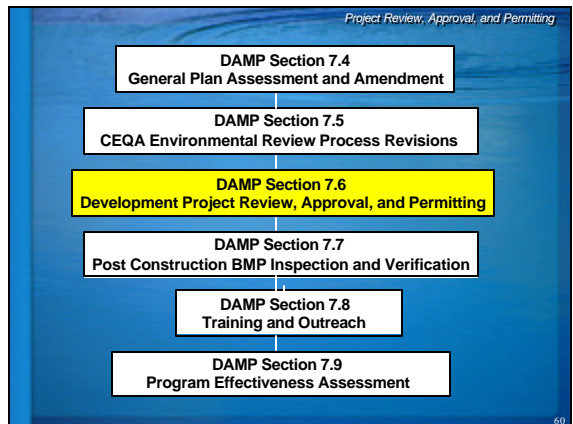 Project Review, Approval, and Permitting
DAMP Section 7.4
General Plan Assessment and Amendment
DAMP Section 7.5
CEQA Environmental Review Process Revisions
DAMP Section 7.6
Development Project Review, Approval, and Permitting
DAMP Section 7.7
Post Construction BMP Inspection and Verification
DAMP Section 7.8
Training and Outreach
DAMP Section 7.9
Program Effectiveness Assessment
60